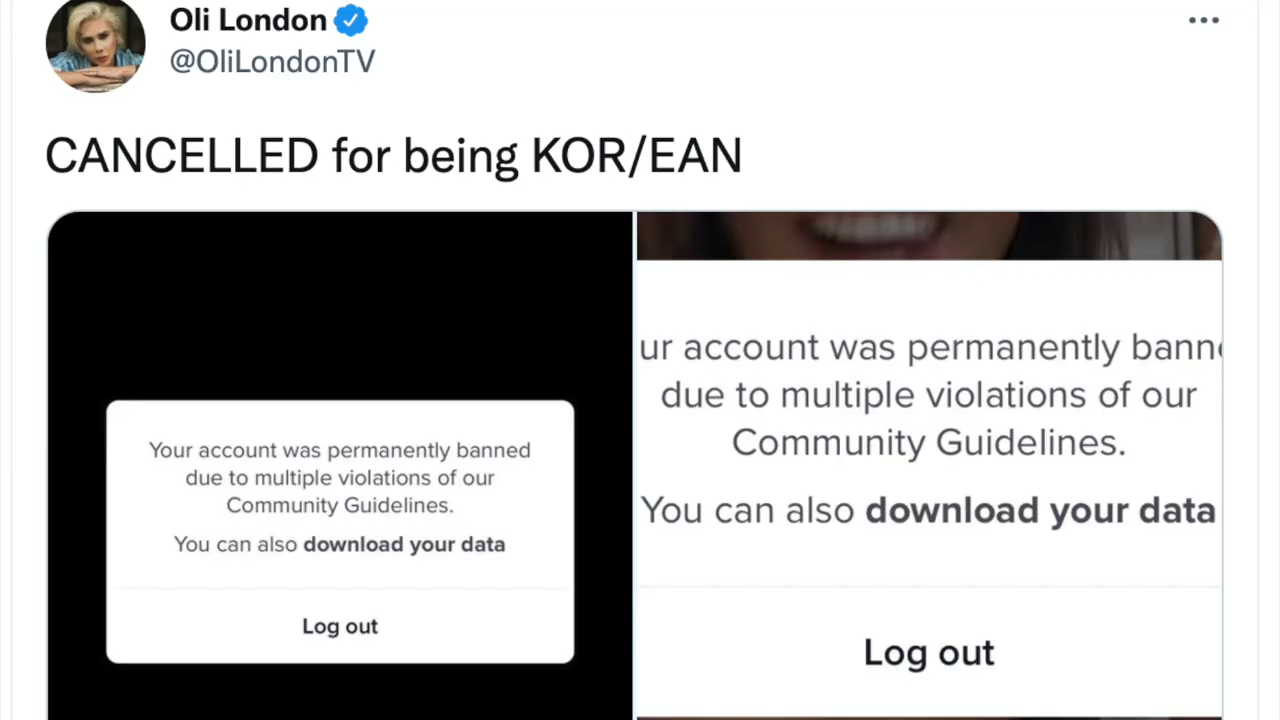 Oli London
@OliLondonTV
CANCELLED for being KOR/EAN
Your account was permanently banned
due to multiple violations of our
Community Guidelines.
You can also download your data
Log out
ur account was permanently bann
due to multiple violations of our
Community Guidelines.
You can also download your data
Log out